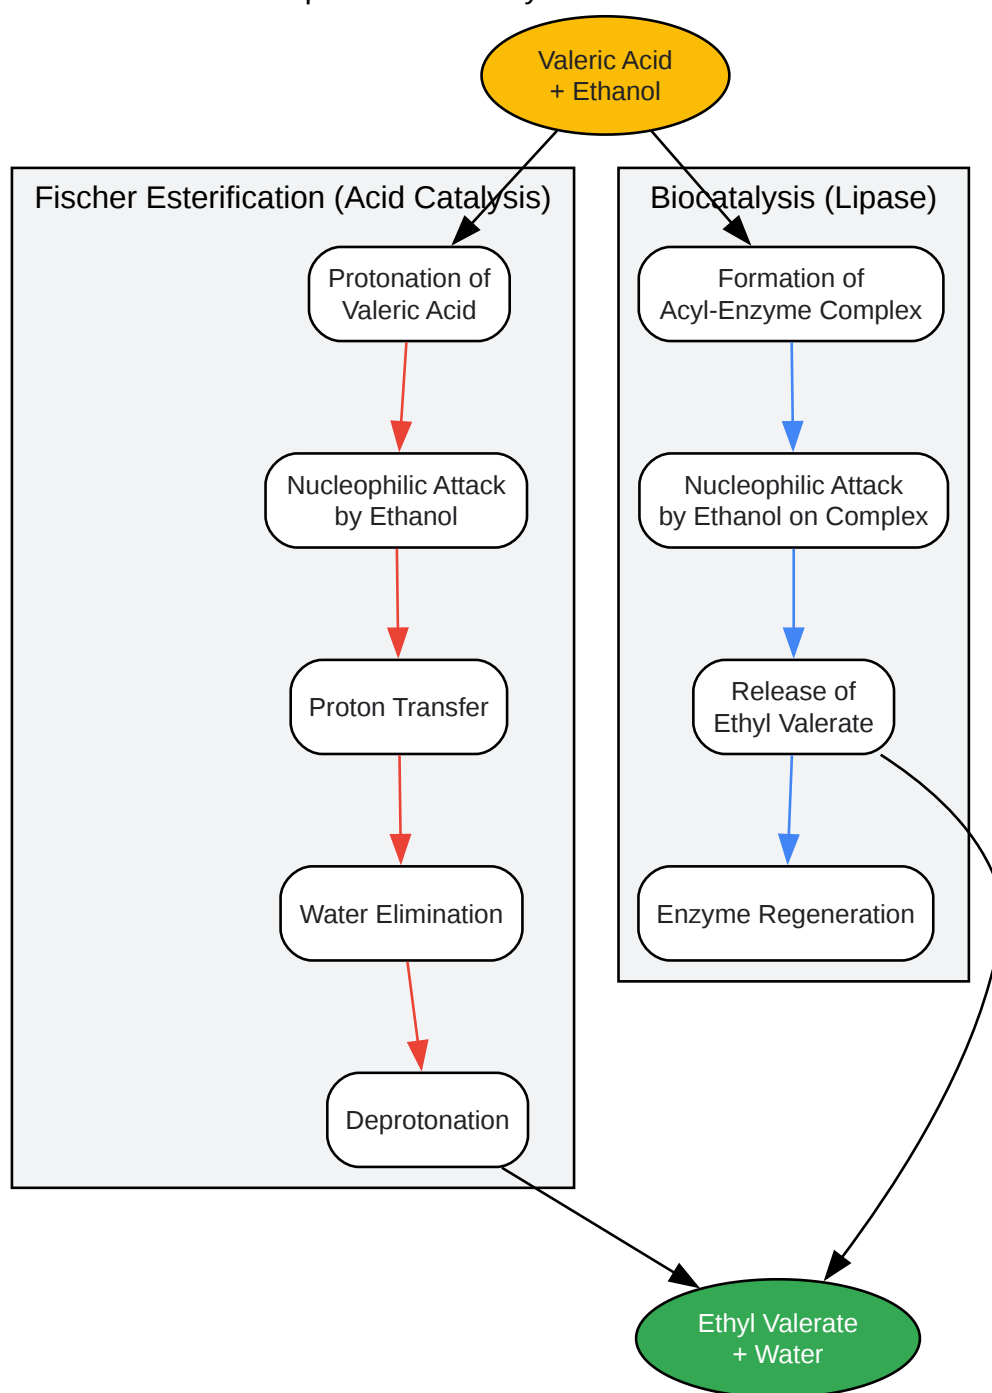 Valeric Acid
+ Ethanol
Fischer Esterification (Acid Catalysis)
Protonation of
Valeric Acid
Nucleophilic Attack
by Ethanol
Proton Transfer
Water Elimination
Deprotonation
Biocatalysis (Lipase)
Formation of
Acyl-Enzyme Complex
Nucleophilic Attack
by Ethanol on Complex
Release of
Ethyl Valerate
Enzyme Regeneration
Ethyl Valerate
+ Water